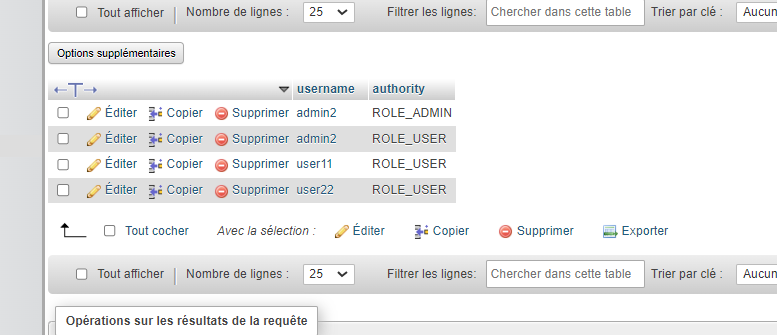 Tout afficher Nombre de lignes : 25 Filtrer les lignes: Chercher dans cette table Trier par clé : Aucun
Options supplémentaires
username authority
Éditer Copier Supprimer admin2 ROLE_ADMIN
Éditer Copier Supprimer admin2 ROLE_USER
Éditer Copier Supprimer user11 ROLE_USER
Éditer Copier Supprimer user22 ROLE_USER
Tout cocher Avec la sélection : Éditer Copier Supprimer Exporter
Tout afficher Nombre de lignes : 25 Filtrer les lignes: Chercher dans cette table Trier par clé : Aucun
Opérations sur les résultats de la requête